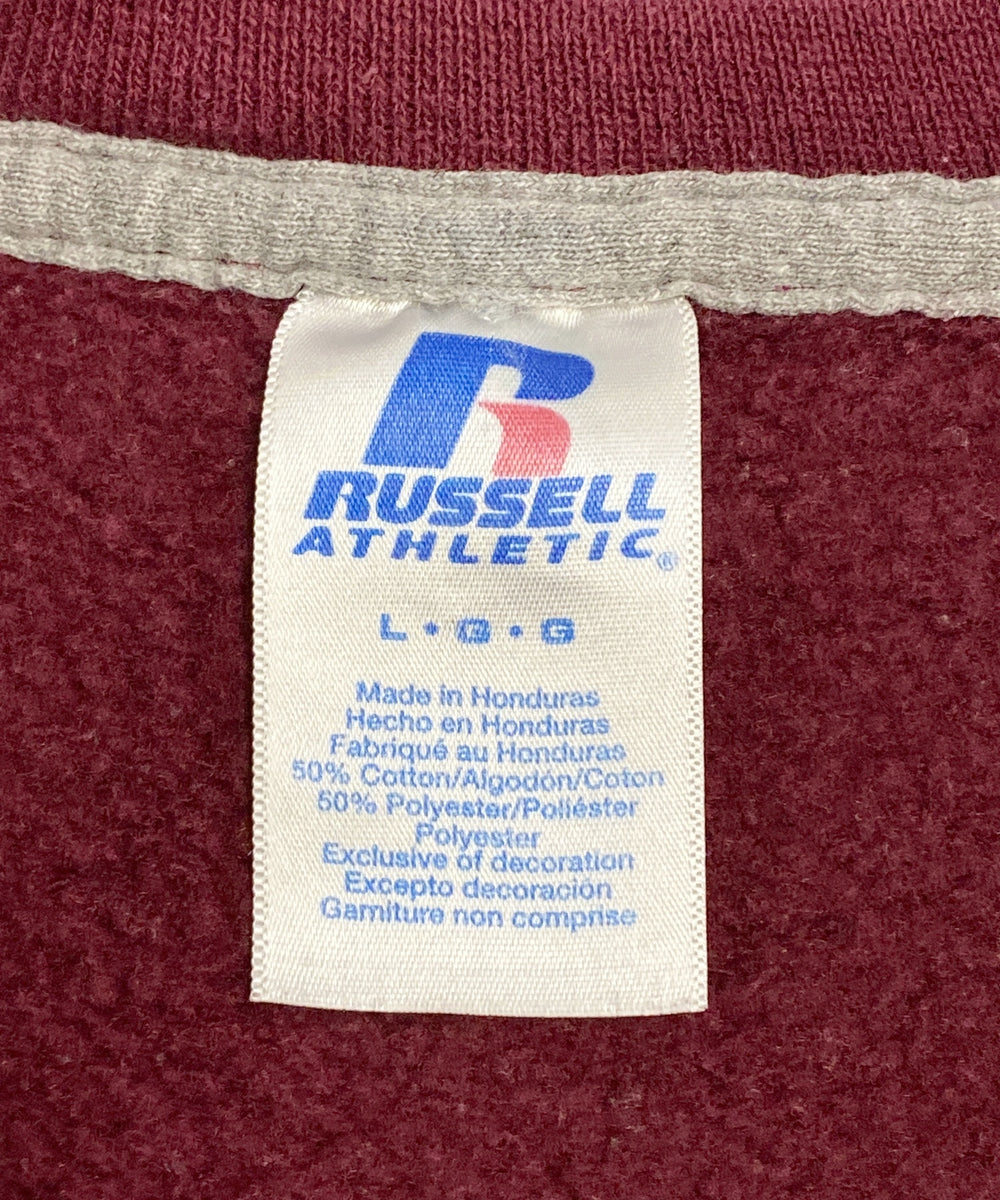 RUSSELL
ATHLETIC®
L • G • G
Made in Honduras
Hecho en Honduras
Fabriqué au Honduras
50% Cotton/Algodón/Coton
50% Polyester/Poliéster
Polyester
Exclusive of decoration
Excepto decoración
Garniture non comprise